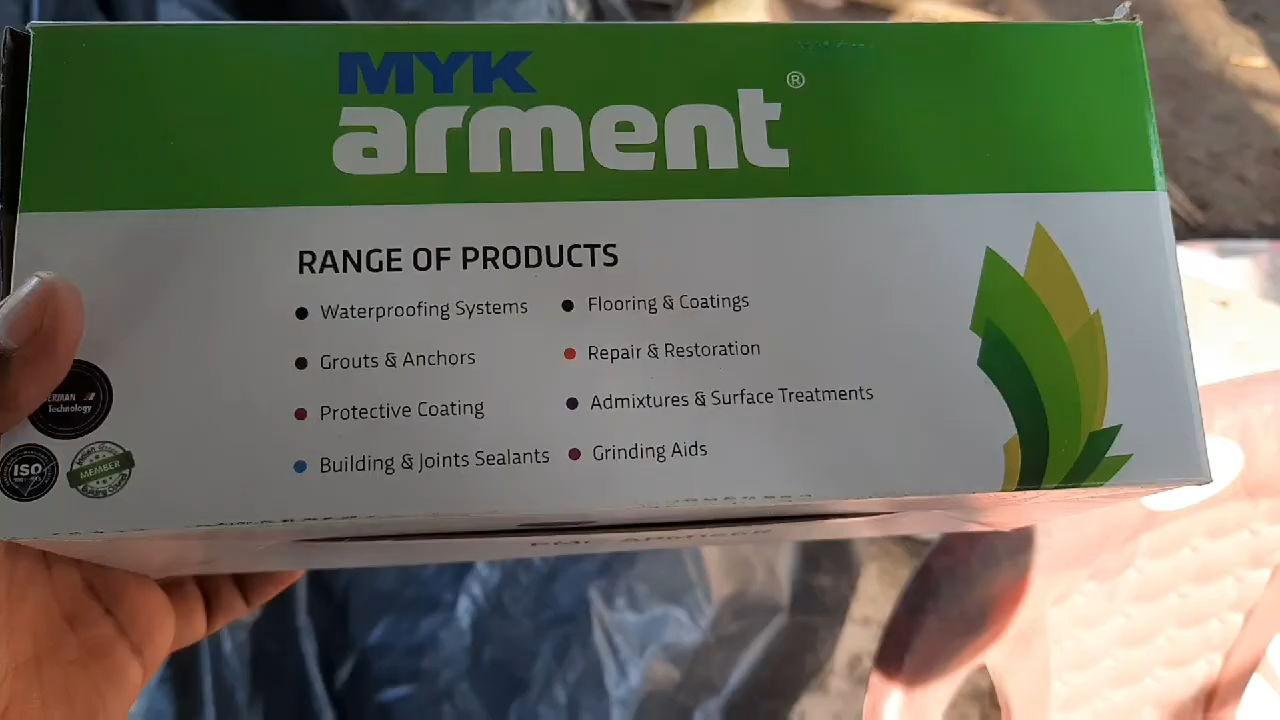 MYK
arment®
RANGE OF PRODUCTS
Waterproofing Systems
Flooring & Coatings
Grouts & Anchors
Repair & Restoration
Protective Coating
Admixtures & Surface Treatments
Building & Joints Sealants
Grinding Aids
Technology
ISO
MEMBER